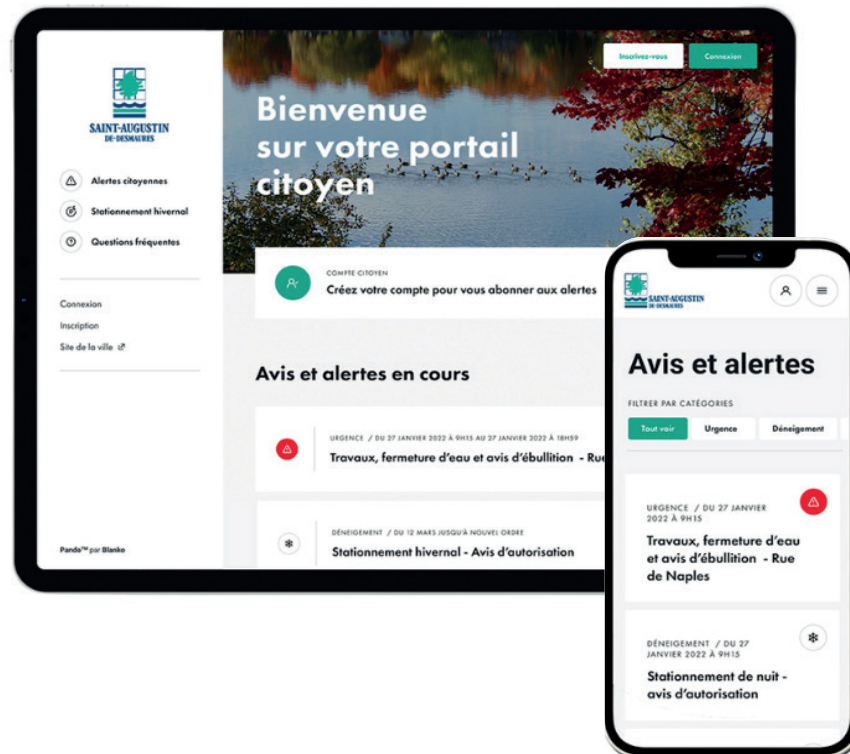 SAINT-AUGUSTIN
DE-DESMAURES
Alertes citoyennes
Stationnement hivernal
Questions fréquentes
Connexion
Inscription
Site de la ville
Pando™ par Blanko
Inscrivez-vous
Connexion
Bienvenue
sur votre portail
citoyen
COMPTE CITOYEN
Créez votre compte pour vous abonner aux alertes
Avis et alertes en cours
URGENCE / DU 27 JANVIER 2022 À 9H15 AU 27 JANVIER 2022 À 18H59
Travaux, fermeture d'eau et avis d'ébullition - Rue
DÉNEIGEMENT / DU 12 MARS JUSQU'À NOUVEL ORDRE
Stationnement hivernal - Avis d'autorisation
SAINT-AUGUSTIN
DE-DESMAURES
Avis et alertes
FILTRER PAR CATÉGORIES
Tout voir Urgence Déneigement
URGENCE / DU 27 JANVIER
2022 À 9H15
Travaux, fermeture d'eau
et avis d'ébullition - Rue
de Naples
DÉNEIGEMENT / DU 27
JANVIER 2022 À 9H15
Stationnement de nuit -
avis d'autorisation